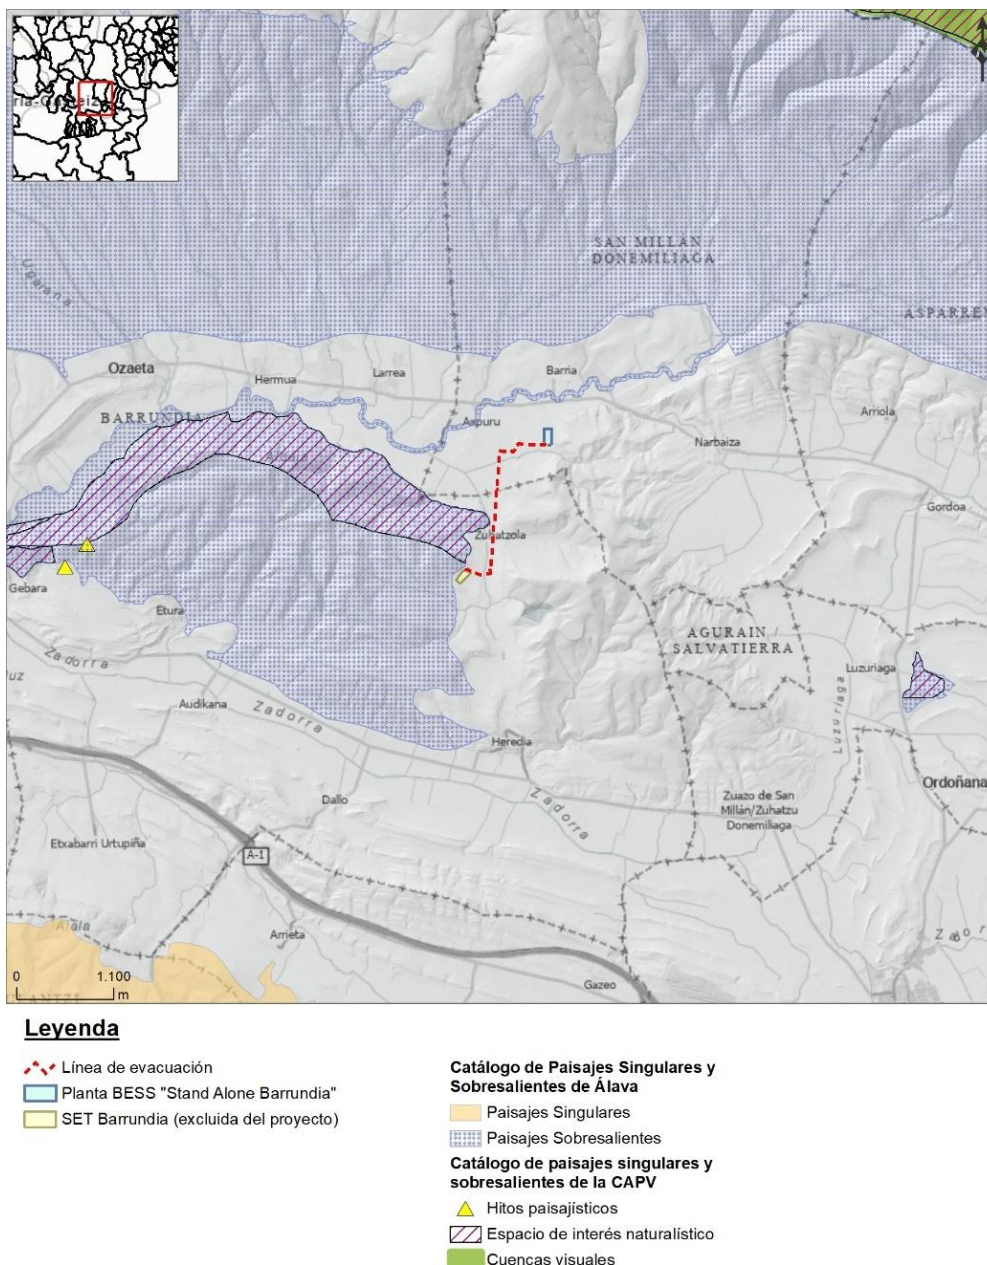 SAN MILLÁN /
DONEMILIAGA
Ugarana
Ozaeta
Hermua
Larrea
Barria
BARRUNDIA
Axpuru
Narbaiza
Arriola
Gordoa
Zuhatzola
Gebara
Etura
AGURAIN /
SALVATIERRA
Luzuriaga
Luzuriaga
Zadorra
Audikana
Zadorra
Heredia
Ordoñana
Dallo
Zadorra
Zuazo de San
Millán/Zuhatzu
Donemiliaga
Etxabarri Urtupiña
A-1
Alala
Arrieta
Gazeo
0 1.100
m
Leyenda
Línea de evacuación
Planta BESS "Stand Alone Barrundia"
SET Barrundia (excluida del proyecto)
Catálogo de Paisajes Singulares y
Sobresalientes de Álava
Paisajes Singulares
Paisajes Sobresalientes
Catálogo de paisajes singulares y
sobresalientes de la CAPV
Hitos paisajísticos
Espacio de interés naturalístico
Cuencas visuales